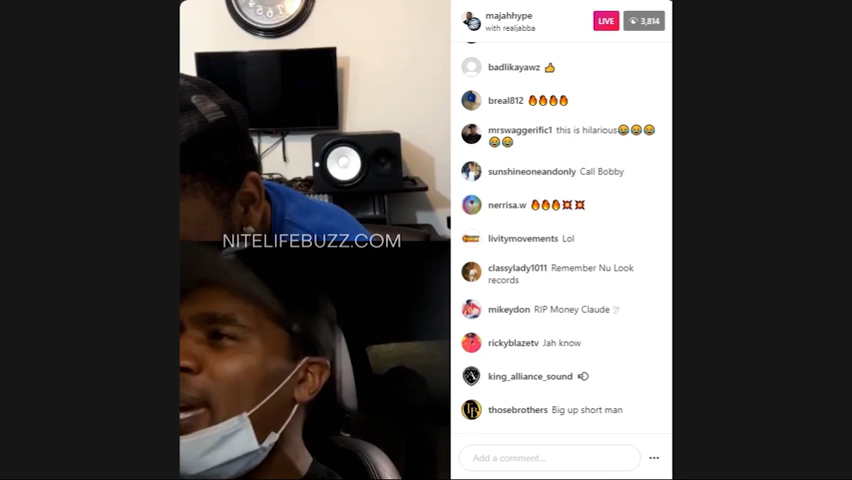 majahhype
with realjabba
LIVE
3,814
badlikayawz 👍
breal812 🔥🔥🔥🔥
mrswaggerific1 this is hilarious😂😂😂
😂😂
sunshineoneandonly Call Bobby
nerrisa.w 🔥🔥🔥💥💥
livitymovements Lol
classylady1011 Remember Nu Look
records
mikeydon RIP Money Claude
rickyblazetv Jah know
king_alliance_sound
thosebrothers Big up short man
Add a comment...
NITELIFEBUZZ.COM